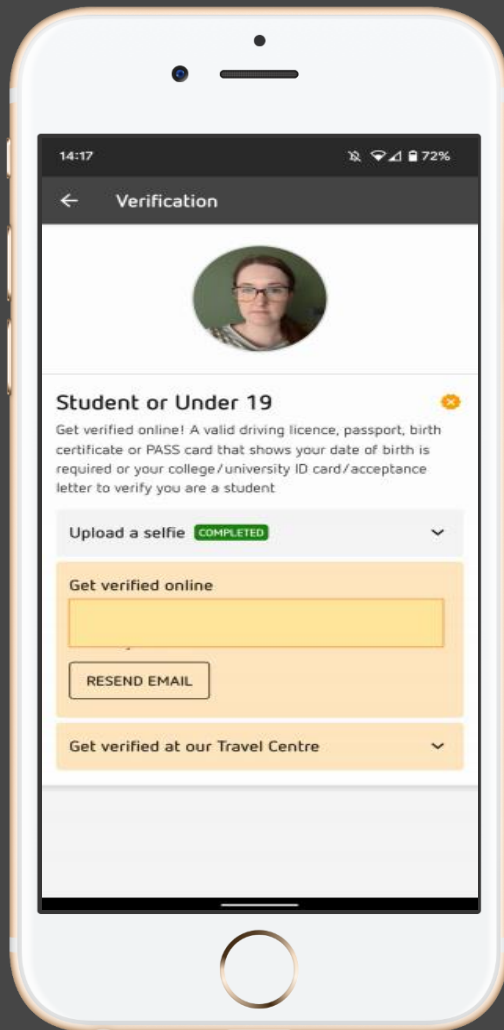 14:17
72%
Verification
Student or Under 19
Get verified online! A valid driving licence, passport, birth
certificate or PASS card that shows your date of birth is
required or your college/university ID card/acceptance
letter to verify you are a student
Upload a selfie COMPLETED
Get verified online
RESEND EMAIL
Get verified at our Travel Centre